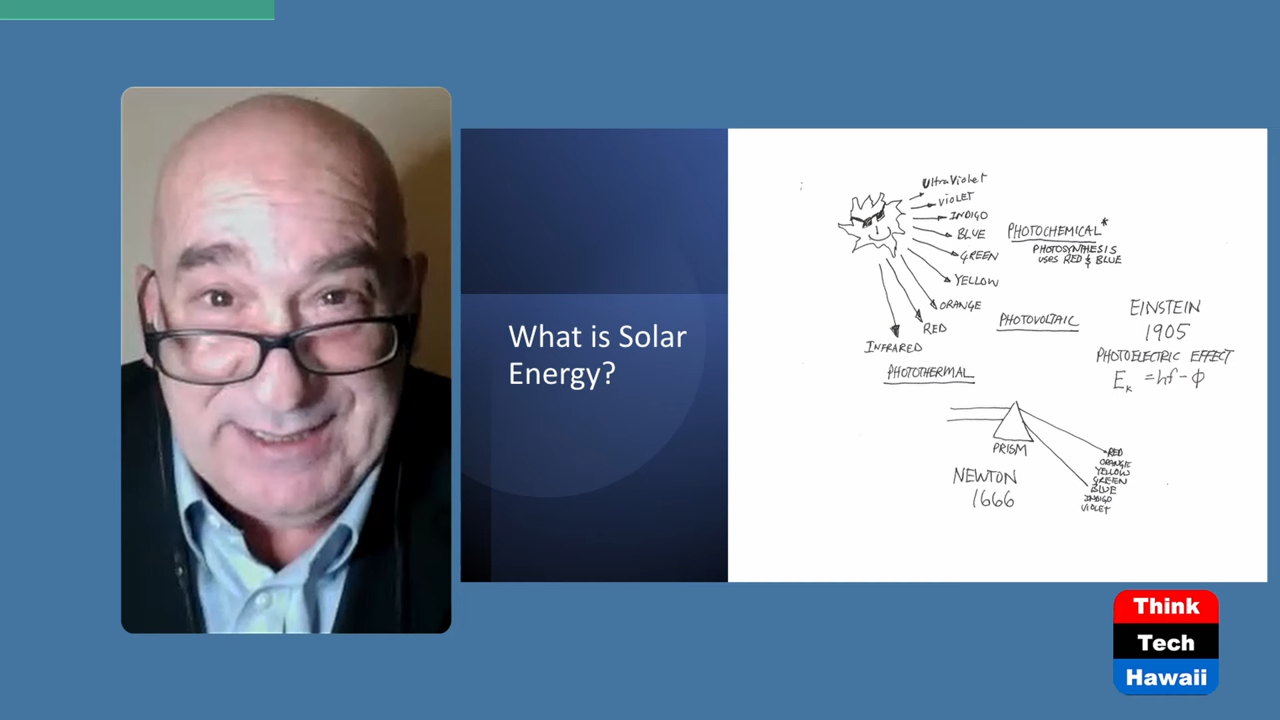 What is Solar
Energy?
UltraViolet
VIOLET
INDIGO
BLUE
GREEN
YELLOW
ORANGE
RED
INFRARED
PHOTOCHEMICAL*
PHOTOSYNTHESIS
USES RED & BLUE
PHOTOVOLTAIC
PHOTOTHERMAL
EINSTEIN
1905
PHOTOELECTRIC EFFECT
Eₖ = hf - ϕ
PRISM
NEWTON
1666
RED
ORANGE
YELLOW
GREEN
BLUE
INDIGO
VIOLET
Think
Tech
Hawaii